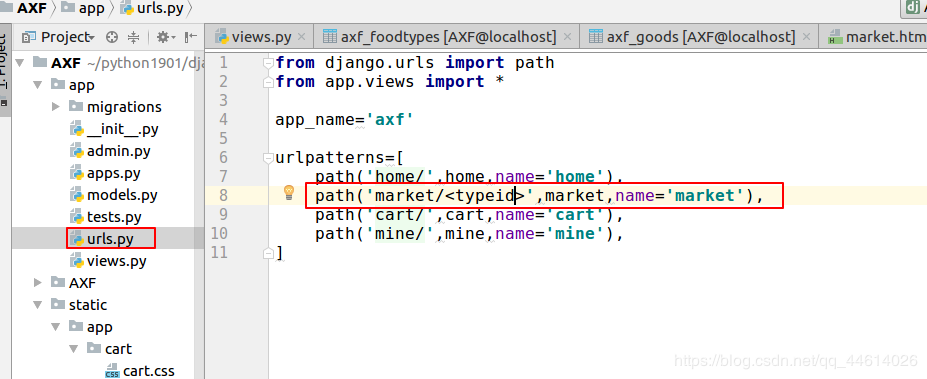 AXF app urls.py
Project
views.py axf_foodtypes [AXF@localhost] axf_goods [AXF@localhost] market.htm
1: Project
AXF ~/python1901/dj
app
migrations
__init__.py
admin.py
apps.py
models.py
tests.py
urls.py
views.py
AXF
static
app
cart
cart.css
1 from django.urls import path
2 from app.views import *
3
4 app_name='axf'
5
6 urlpatterns=[
7 path('home/',home,name='home'),
8 path('market/<typeid>',market,name='market'),
9 path('cart/',cart,name='cart'),
10 path('mine/',mine,name='mine'),
11 ]
https://blog.csdn.net/qq_44614026